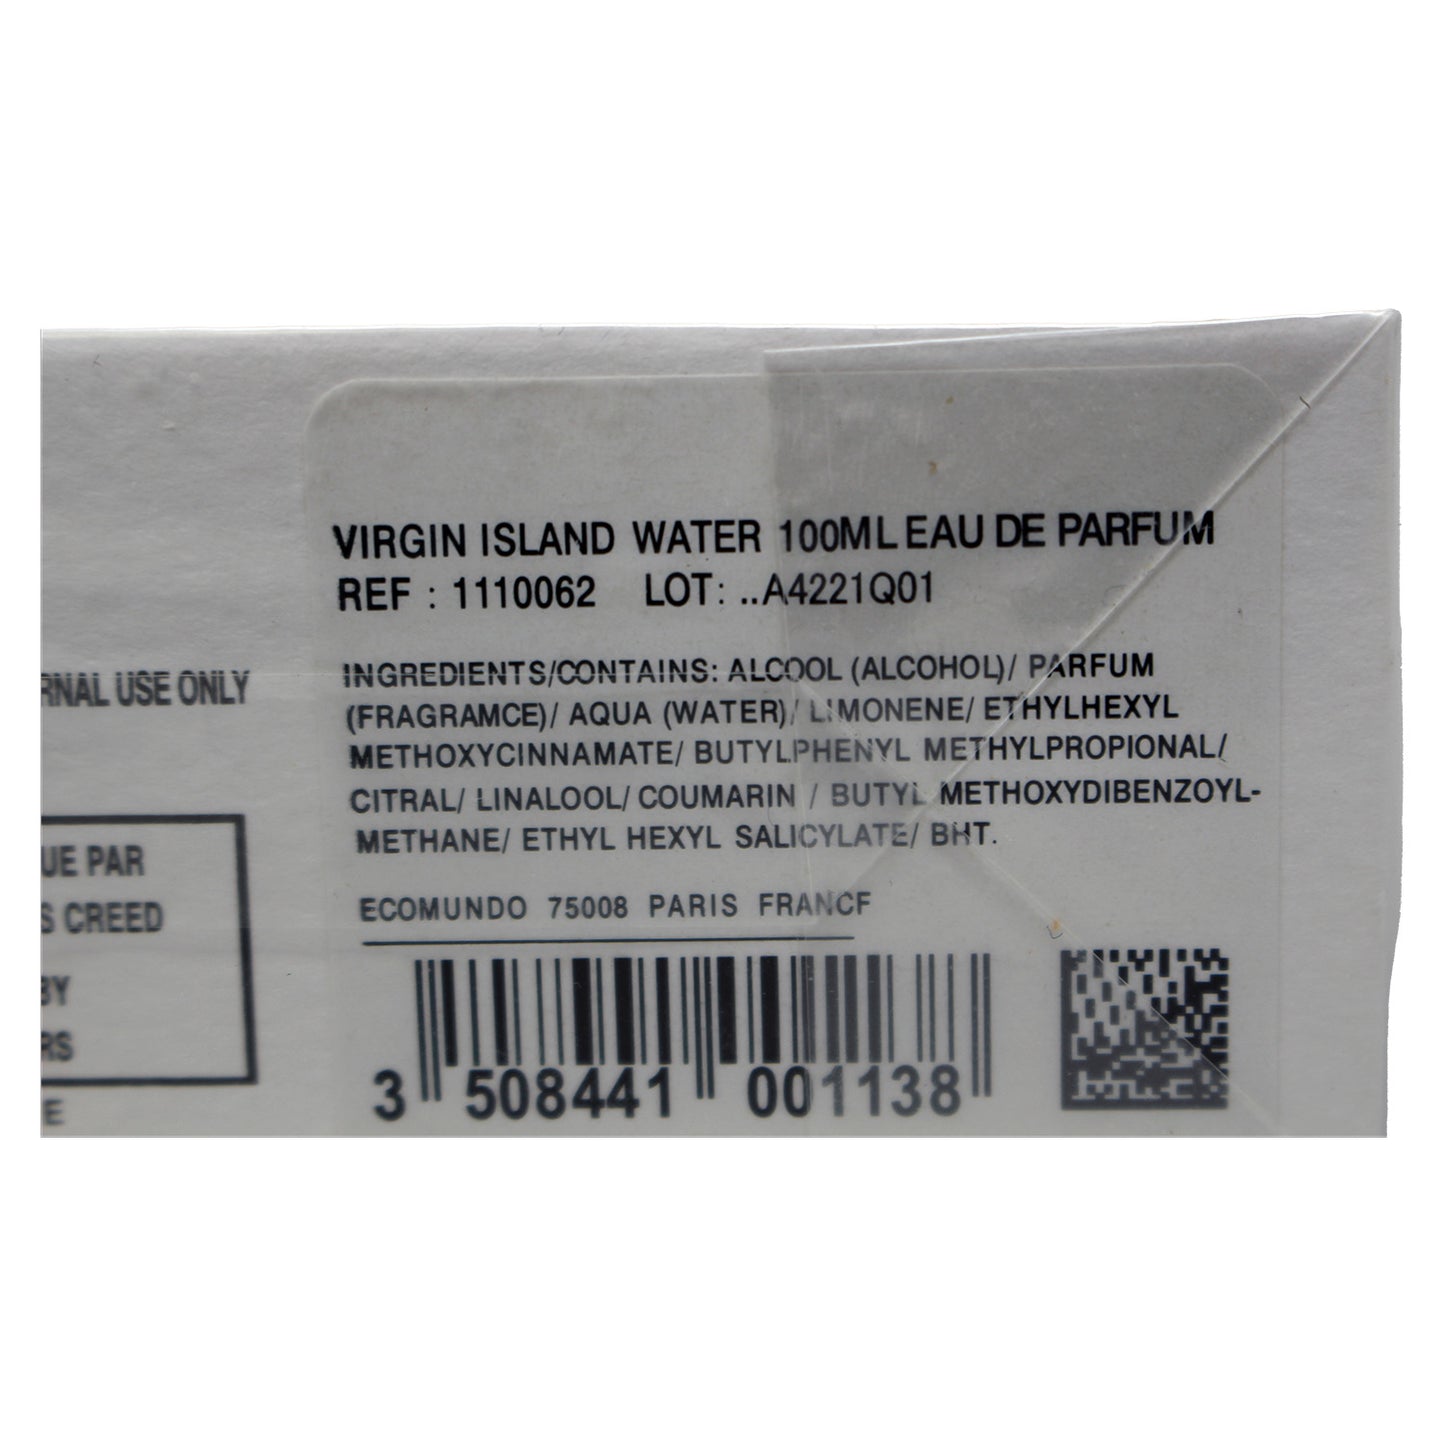 VIRGIN ISLAND WATER 100ML EAU DE PARFUM
REF : 1110062 LOT: ..A4221Q01
INGREDIENTS/CONTAINS: ALCOOL (ALCOHOL)/ PARFUM
(FRAGRAMCE)/ AQUA (WATER)/ LIMONENE/ ETHYLHEXYL
METHOXYCINNAMATE/ BUTYLPHENYL METHYLPROPIONAL/
CITRAL/ LINALOOL/ COUMARIN / BUTYL METHOXYDIBENZOYL-
METHANE/ ETHYL HEXYL SALICYLATE/ BHT.
ECOMUNDO 75008 PARIS FRANCF
3 508441 001138
RNAL USE ONLY
UE PAR
S CREED
BY
RS
E